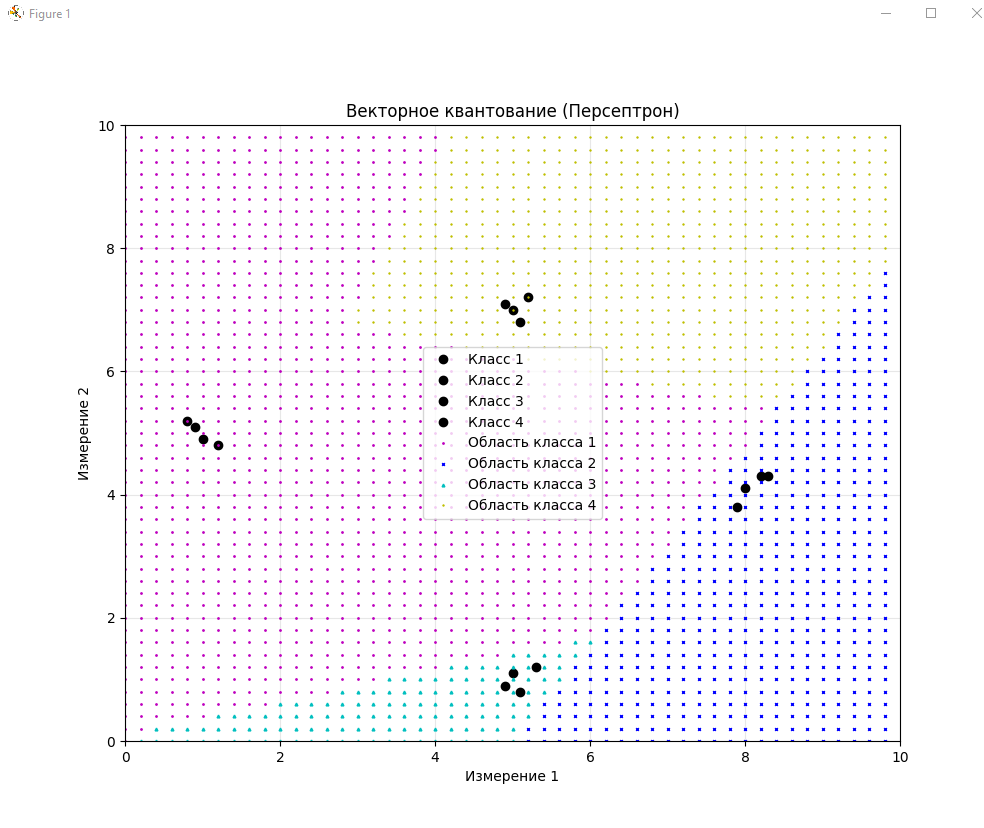 Figure 1
Векторное квантование (Персептрон)
10
8
6
4
2
0
Измерение 2
Класс 1
Класс 2
Класс 3
Класс 4
Область класса 1
Область класса 2
Область класса 3
Область класса 4
0 2 4 6 8 10
Измерение 1